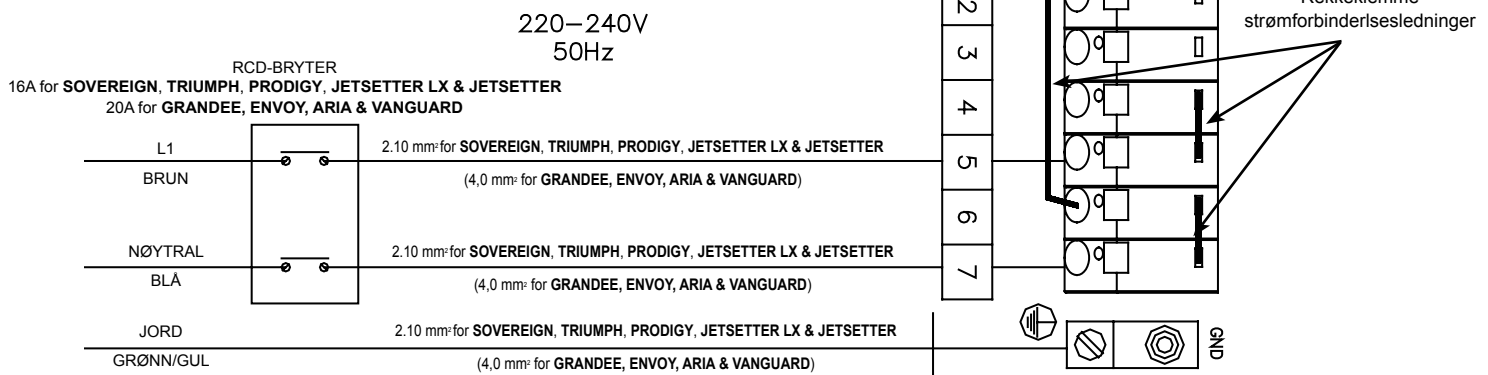 Rekkeklemme
strømforbinderlsesledninger
220–240V
50Hz
RCD-BRYTER
16A for SOVEREIGN, TRIUMPH, PRODIGY, JETSETTER LX & JETSETTER
20A for GRANDEE, ENVOY, ARIA & VANGUARD
2
3
4
5
6
7
L1
BRUN
2.10 mm² for SOVEREIGN, TRIUMPH, PRODIGY, JETSETTER LX & JETSETTER
(4,0 mm² for GRANDEE, ENVOY, ARIA & VANGUARD)
NØYTRAL
BLÅ
2.10 mm² for SOVEREIGN, TRIUMPH, PRODIGY, JETSETTER LX & JETSETTER
(4,0 mm² for GRANDEE, ENVOY, ARIA & VANGUARD)
JORD
GRØNN/GUL
2.10 mm² for SOVEREIGN, TRIUMPH, PRODIGY, JETSETTER LX & JETSETTER
(4,0 mm² for GRANDEE, ENVOY, ARIA & VANGUARD)
GND